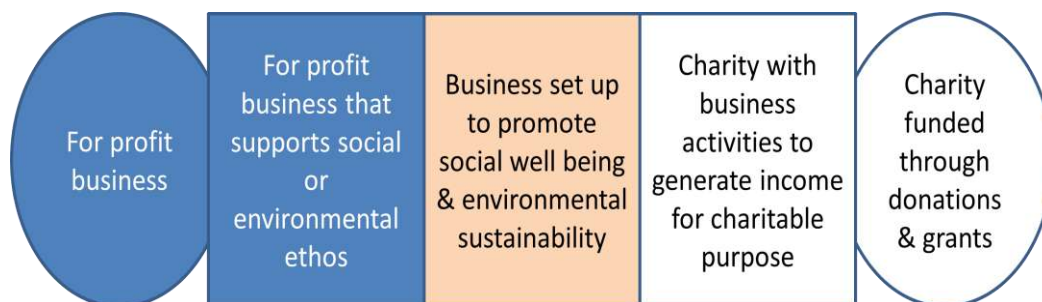 For profit
business
For profit
business that
supports social
or
environmental
ethos
Business set up
to promote
social well being
& environmental
sustainability
Charity with
business
activities to
generate income
for charitable
purpose
Charity
funded
through
donations
& grants